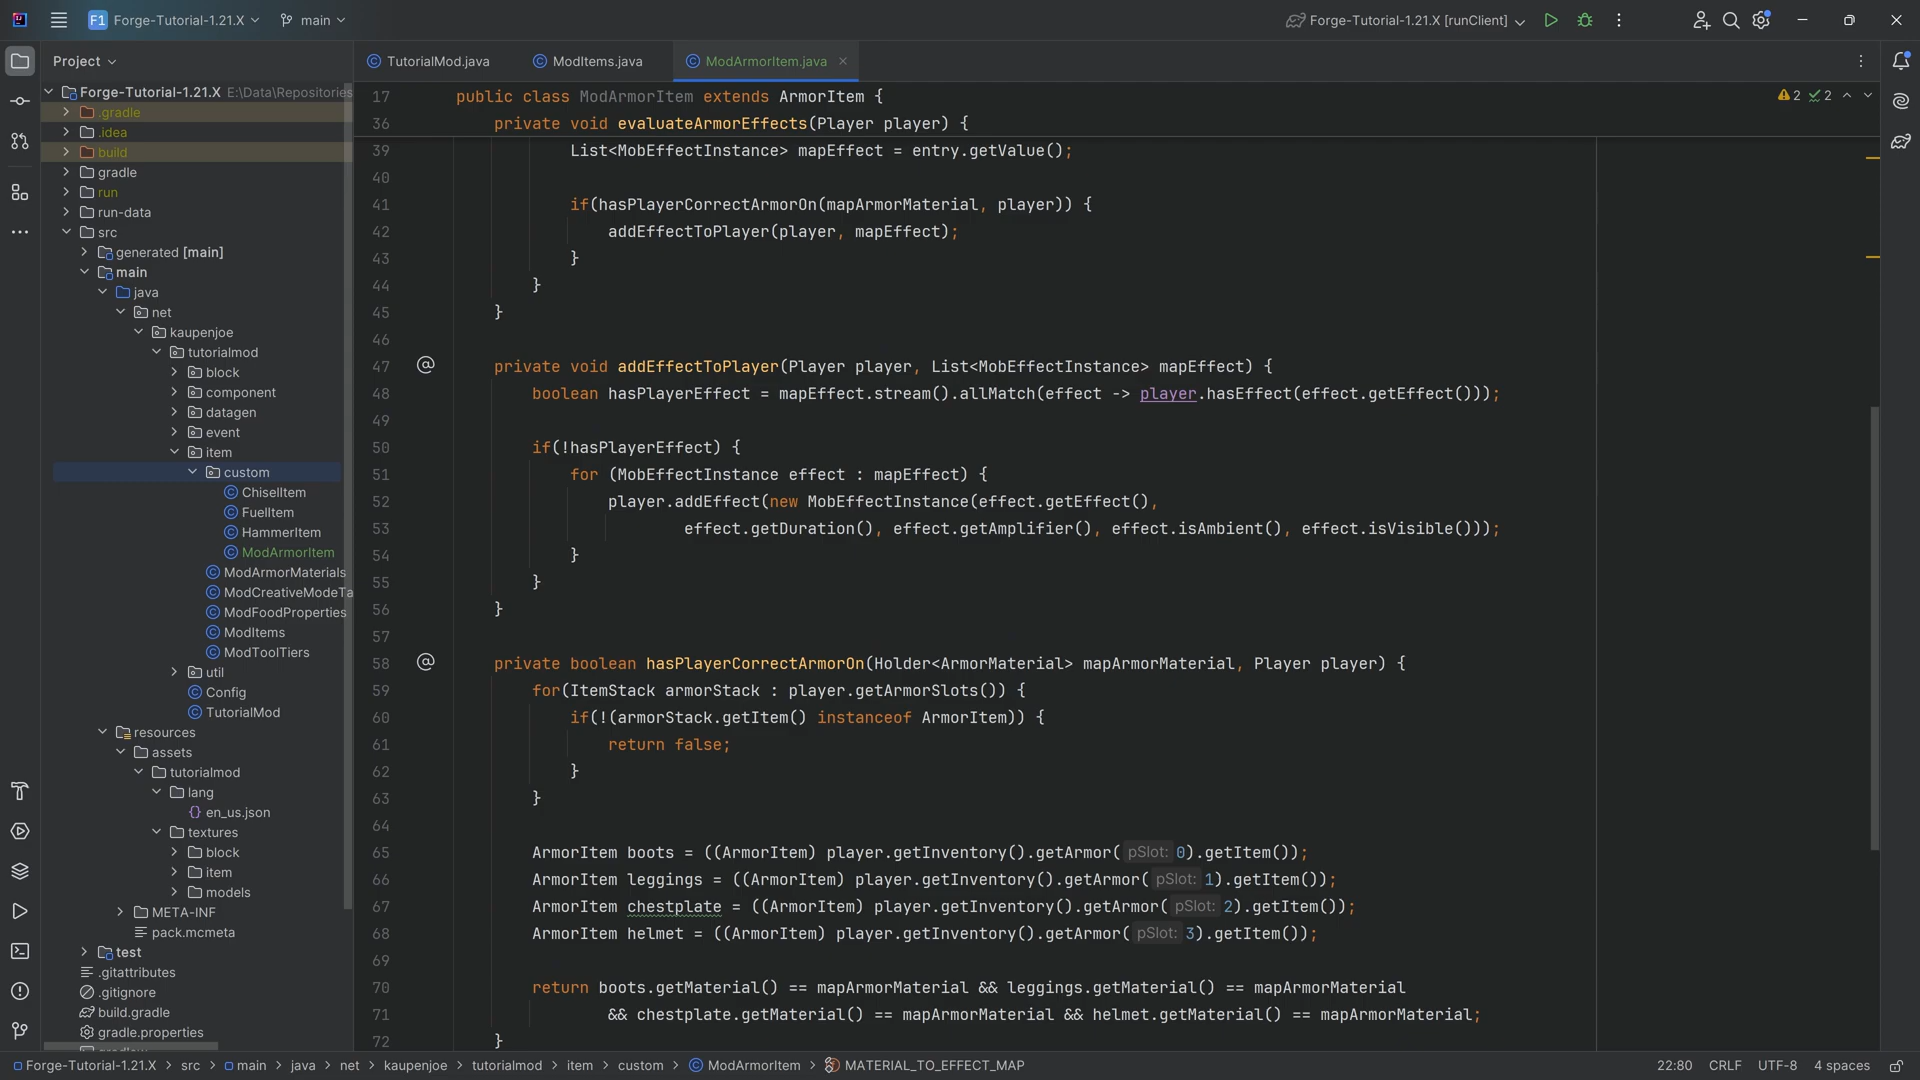 F1 Forge-Tutorial-1.21.X main Forge-Tutorial-1.21.X [runClient]
Project
TutorialMod.java ModItems.java ModArmorItem.java
Forge-Tutorial-1.21.X E:\Data\Repositories
.gradle
.idea
build
gradle
run
run-data
src
generated [main]
main
java
net
kaupenjoe
tutorialmod
block
component
datagen
event
item
custom
ChiselItem
FuelItem
HammerItem
ModArmorItem
ModArmorMaterials
ModCreativeModeTa
ModFoodProperties
ModItems
ModToolTiers
util
Config
TutorialMod
resources
assets
tutorialmod
lang
en_us.json
textures
block
item
models
META-INF
pack.mcmeta
test
.gitattributes
.gitignore
build.gradle
gradle.properties
2 2
17 public class ModArmorItem extends ArmorItem {
36 private void evaluateArmorEffects(Player player) {
39 List<MobEffectInstance> mapEffect = entry.getValue();
40
41 if(hasPlayerCorrectArmorOn(mapArmorMaterial, player)) {
42 addEffectToPlayer(player, mapEffect);
43 }
44 }
45 }
46
47 @ private void addEffectToPlayer(Player player, List<MobEffectInstance> mapEffect) {
48 boolean hasPlayerEffect = mapEffect.stream().allMatch(effect -> player.hasEffect(effect.getEffect()));
49
50 if(!hasPlayerEffect) {
51 for (MobEffectInstance effect : mapEffect) {
52 player.addEffect(new MobEffectInstance(effect.getEffect(),
53 effect.getDuration(), effect.getAmplifier(), effect.isAmbient(), effect.isVisible()));
54 }
55 }
56 }
57
58 @ private boolean hasPlayerCorrectArmorOn(Holder<ArmorMaterial> mapArmorMaterial, Player player) {
59 for(ItemStack armorStack : player.getArmorSlots()) {
60 if(!(armorStack.getItem() instanceof ArmorItem)) {
61 return false;
62 }
63 }
64
65 ArmorItem boots = ((ArmorItem) player.getInventory().getArmor( pSlot: 0).getItem());
66 ArmorItem leggings = ((ArmorItem) player.getInventory().getArmor( pSlot: 1).getItem());
67 ArmorItem chestplate = ((ArmorItem) player.getInventory().getArmor( pSlot: 2).getItem());
68 ArmorItem helmet = ((ArmorItem) player.getInventory().getArmor( pSlot: 3).getItem());
69
70 return boots.getMaterial() == mapArmorMaterial && leggings.getMaterial() == mapArmorMaterial
71 && chestplate.getMaterial() == mapArmorMaterial && helmet.getMaterial() == mapArmorMaterial;
72 }
Forge-Tutorial-1.21.X > src > main > java > net > kaupenjoe > tutorialmod > item > custom > ModArmorItem > MATERIAL_TO_EFFECT_MAP 22:80 CRLF UTF-8 4 spaces